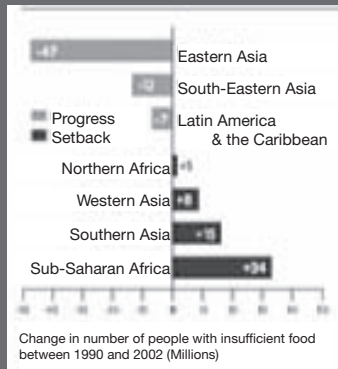 -47
Eastern Asia
-12
South-Eastern Asia
-7
Latin America
& the Caribbean
Progress
Setback
Northern Africa
+1
Western Asia
+8
Southern Asia
+15
Sub-Saharan Africa
+34
Change in number of people with insufficient food
between 1990 and 2002 (Millions)